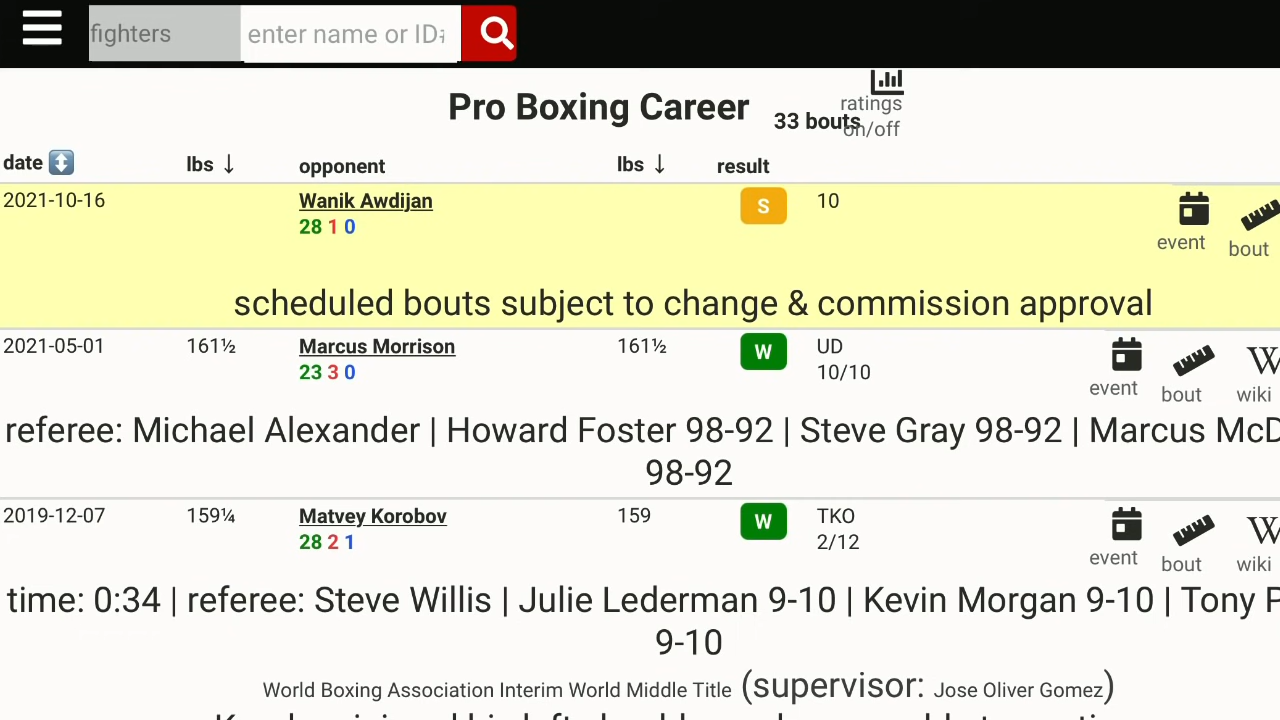 fighters enter name or ID
Pro Boxing Career 33 bouts
ratings
on/off
date lbs ↓ opponent lbs ↓ result
2021-10-16 Wanik Awdijan S 10
28 1 0
event bout
scheduled bouts subject to change & commission approval
2021-05-01 161½ Marcus Morrison 161½ W UD
23 3 0 10/10
event bout wiki
referee: Michael Alexander | Howard Foster 98-92 | Steve Gray 98-92 | Marcus McD
98-92
2019-12-07 159¼ Matvey Korobov 159 W TKO
28 2 1 2/12
event bout wiki
time: 0:34 | referee: Steve Willis | Julie Lederman 9-10 | Kevin Morgan 9-10 | Tony P
9-10
World Boxing Association Interim World Middle Title (supervisor: Jose Oliver Gomez)